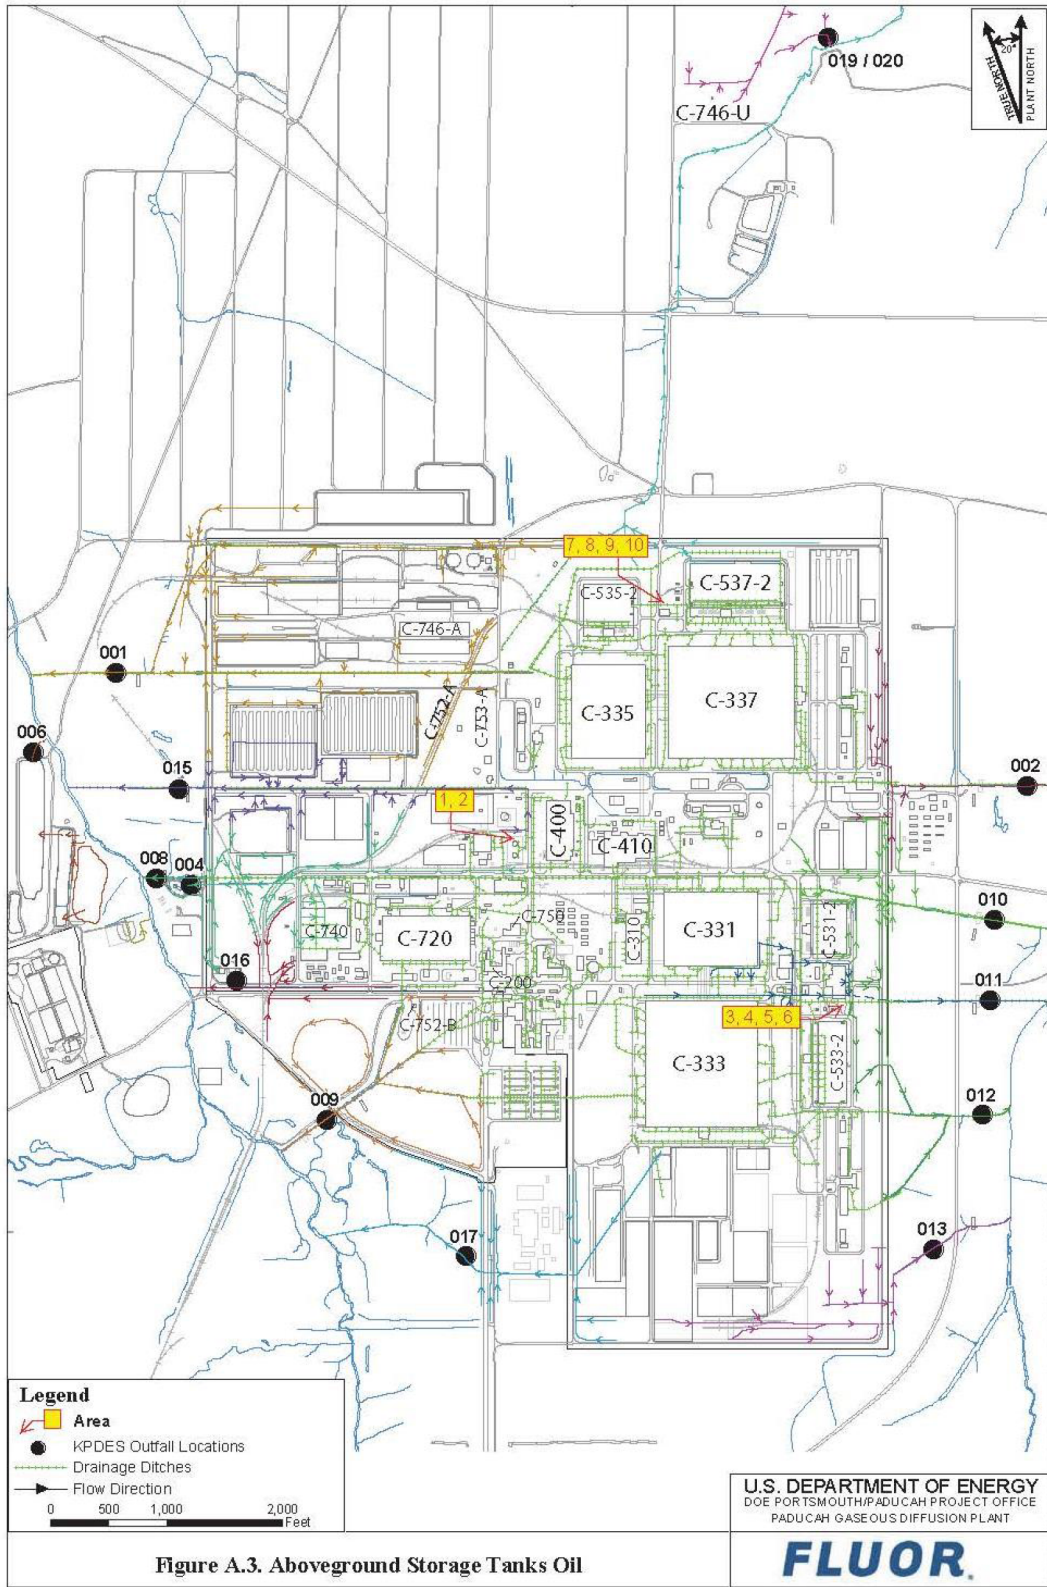 019 / 020
20°
TRUE NORTH
PLANT NORTH
C-746-U
7, 8, 9, 10
C-535-2
C-537-2
C-746-A
001
C-752-A
C-753-A
C-335
C-337
006
015
002
1, 2
C-400
C-410
008
004
C-740
C-720
C-750
C-310
C-331
C-531-2
010
016
C-200
011
C-752-B
3, 4, 5, 6
C-333
C-533-2
009
012
017
013
Legend
Area
KPDES Outfall Locations
Drainage Ditches
Flow Direction
0 500 1,000 2,000
Feet
U.S. DEPARTMENT OF ENERGY
DOE PORTSMOUTH/PADUCAH PROJECT OFFICE
PADUCAH GASEOUS DIFFUSION PLANT
Figure A.3. Aboveground Storage Tanks Oil
FLUOR.